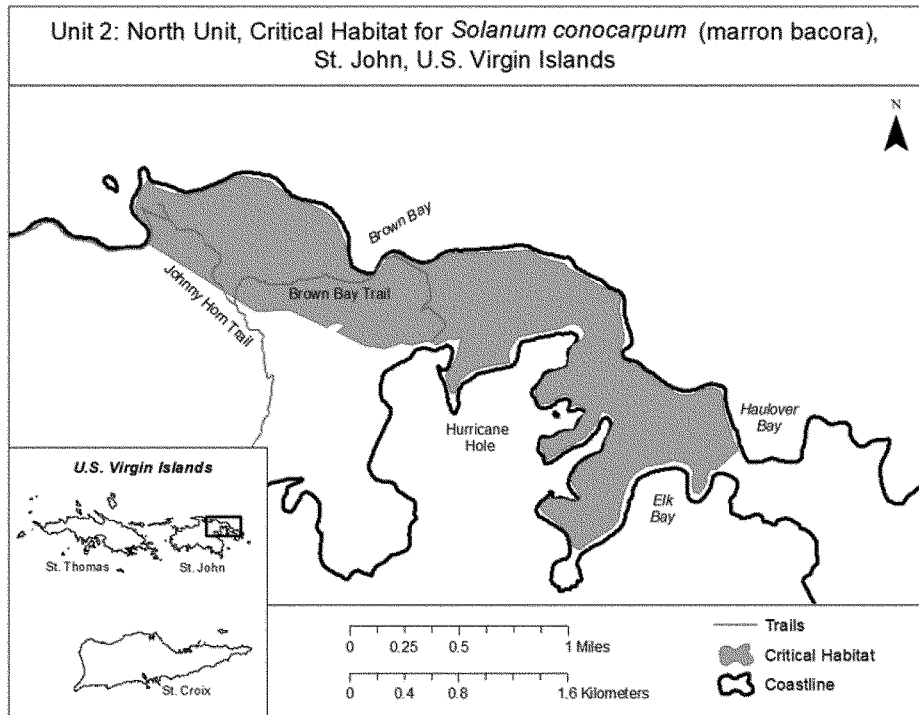 Unit 2: North Unit, Critical Habitat for Solanum conocarpum (marron bacora),
St. John, U.S. Virgin Islands
N
Brown Bay
Johnny Horn Trail
Brown Bay Trail
Hurricane
Hole
Haulover
Bay
Elk
Bay
U.S. Virgin Islands
St. Thomas
St. John
St. Croix
0 0.25 0.5 1 Miles
0 0.4 0.8 1.6 Kilometers
Trails
Critical Habitat
Coastline